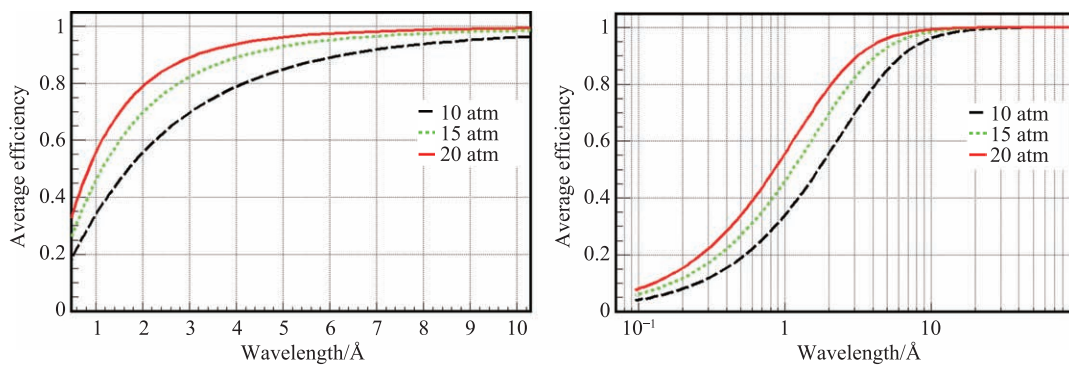 1
0.8
0.6
0.4
0.2
0
Average efficiency
10 atm
15 atm
20 atm
1 2 3 4 5 6 7 8 9 10
Wavelength/Å
1
0.8
0.6
0.4
0.2
0
Average efficiency
10 atm
15 atm
20 atm
10⁻¹ 1 10
Wavelength/Å